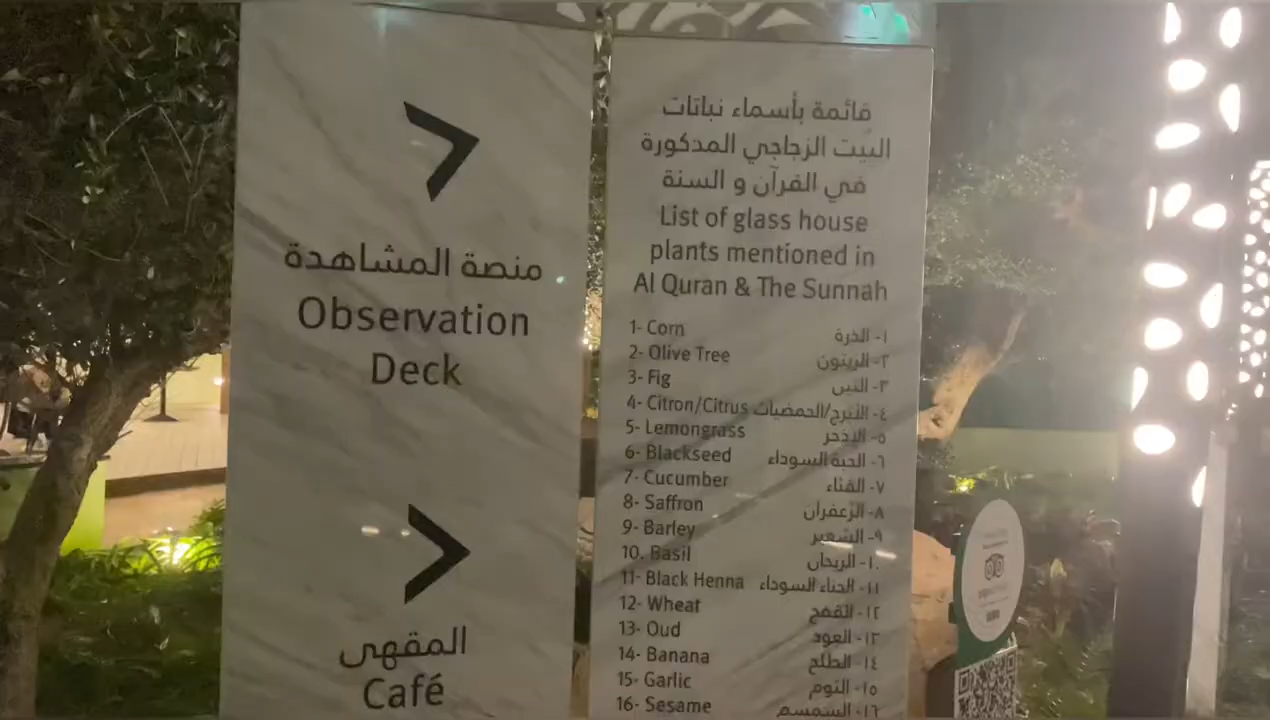 منصة المشاهدة
Observation
Deck
المقهى
Café
قائمة بأسماء نباتات
البيت الزجاجي المذكورة
في القرآن و السنة
List of glass house
plants mentioned in
Al Quran & The Sunnah
1- Corn ١- الذرة
2- Olive Tree ٢- الزيتون
3- Fig ٣- التين
4- Citron/Citrus ٤- الأترج/الحمضيات
5- Lemongrass ٥- الإذخر
6- Blackseed ٦- الحبة السوداء
7- Cucumber ٧- القثاء
8- Saffron ٨- الزعفران
9- Barley ٩- الشعير
10. Basil ١٠- الريحان
11- Black Henna ١١- الحناء السوداء
12- Wheat ١٢- القمح
13- Oud ١٣- العود
14- Banana ١٤- الطلح
15- Garlic ١٥- الثوم
16- Sesame ١٦- السمسم